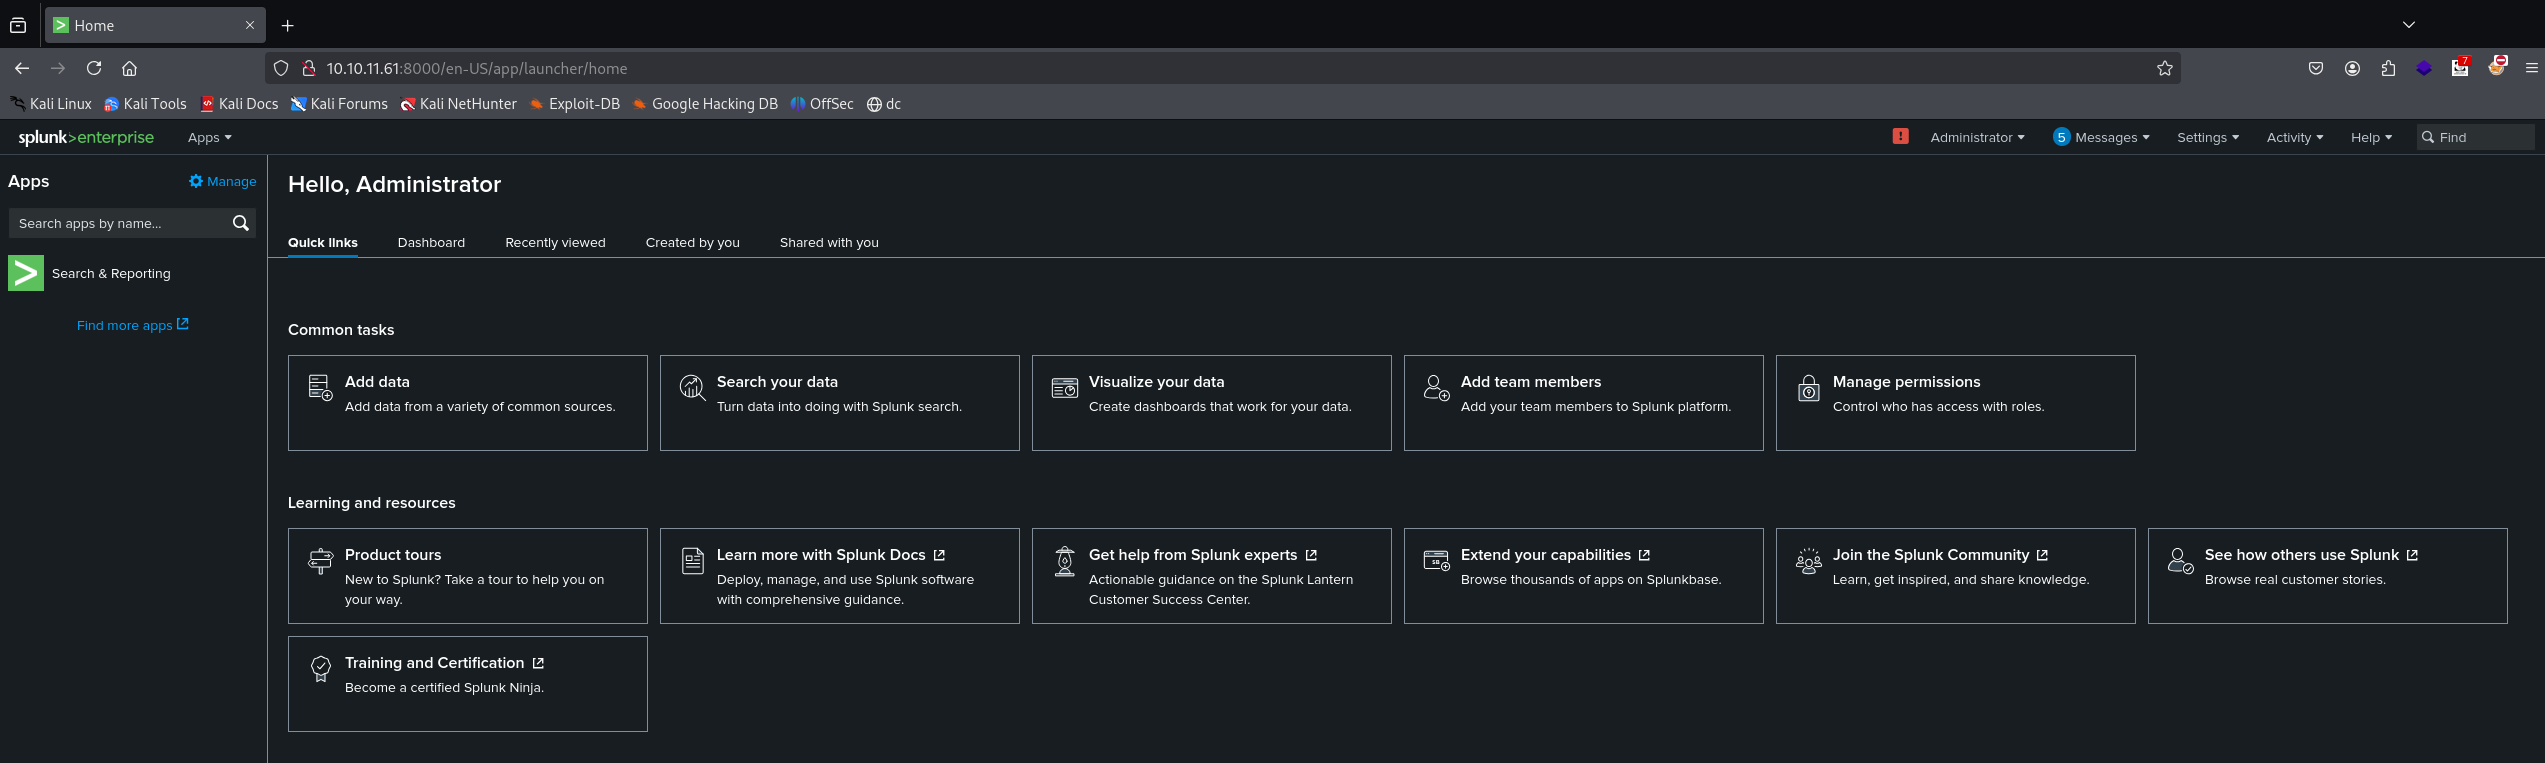 Home
10.10.11.61:8000/en-US/app/launcher/home
7
Kali Linux Kali Tools Kali Docs Kali Forums Kali NetHunter Exploit-DB Google Hacking DB OffSec dc
splunk>enterprise Apps
! Administrator 5 Messages Settings Activity Help Find
Apps Manage
Search apps by name...
Search & Reporting
Find more apps
Hello, Administrator
Quick links Dashboard Recently viewed Created by you Shared with you
Common tasks
Add data
Add data from a variety of common sources.
Search your data
Turn data into doing with Splunk search.
Visualize your data
Create dashboards that work for your data.
Add team members
Add your team members to Splunk platform.
Manage permissions
Control who has access with roles.
Learning and resources
Product tours
New to Splunk? Take a tour to help you on
your way.
Learn more with Splunk Docs
Deploy, manage, and use Splunk software
with comprehensive guidance.
Get help from Splunk experts
Actionable guidance on the Splunk Lantern
Customer Success Center.
SB
Extend your capabilities
Browse thousands of apps on Splunkbase.
Join the Splunk Community
Learn, get inspired, and share knowledge.
See how others use Splunk
Browse real customer stories.
Training and Certification
Become a certified Splunk Ninja.